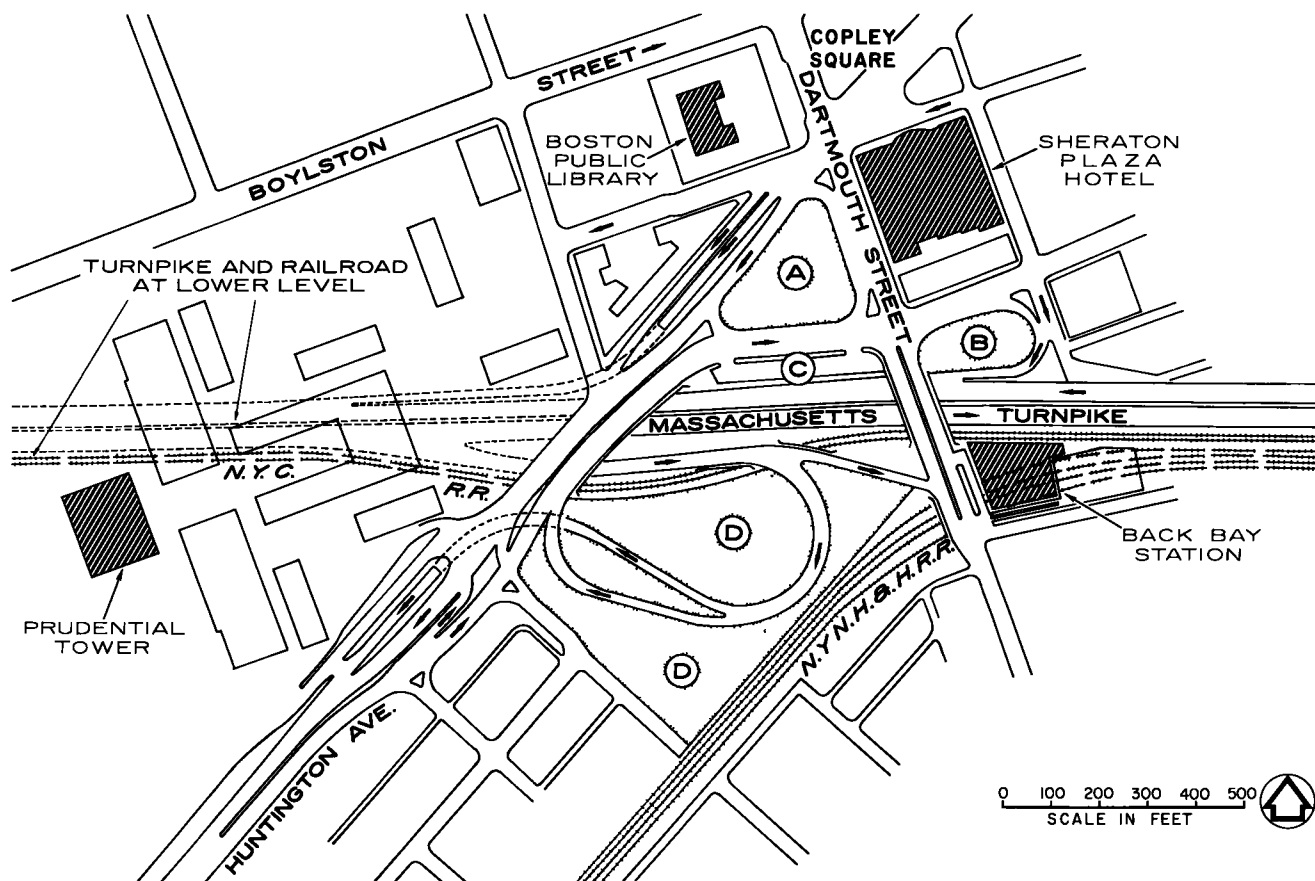 COPLEY
SQUARE
BOYLSTON STREET
BOSTON
PUBLIC
LIBRARY
DARTMOUTH STREET
SHERATON
PLAZA
HOTEL
TURNPIKE AND RAILROAD
AT LOWER LEVEL
A
B
C
MASSACHUSETTS TURNPIKE
N.Y.C. R.R.
D
BACK BAY
STATION
PRUDENTIAL
TOWER
N.Y N.H. & H. R.R.
D
HUNTINGTON AVE.
0 100 200 300 400 500
SCALE IN FEET